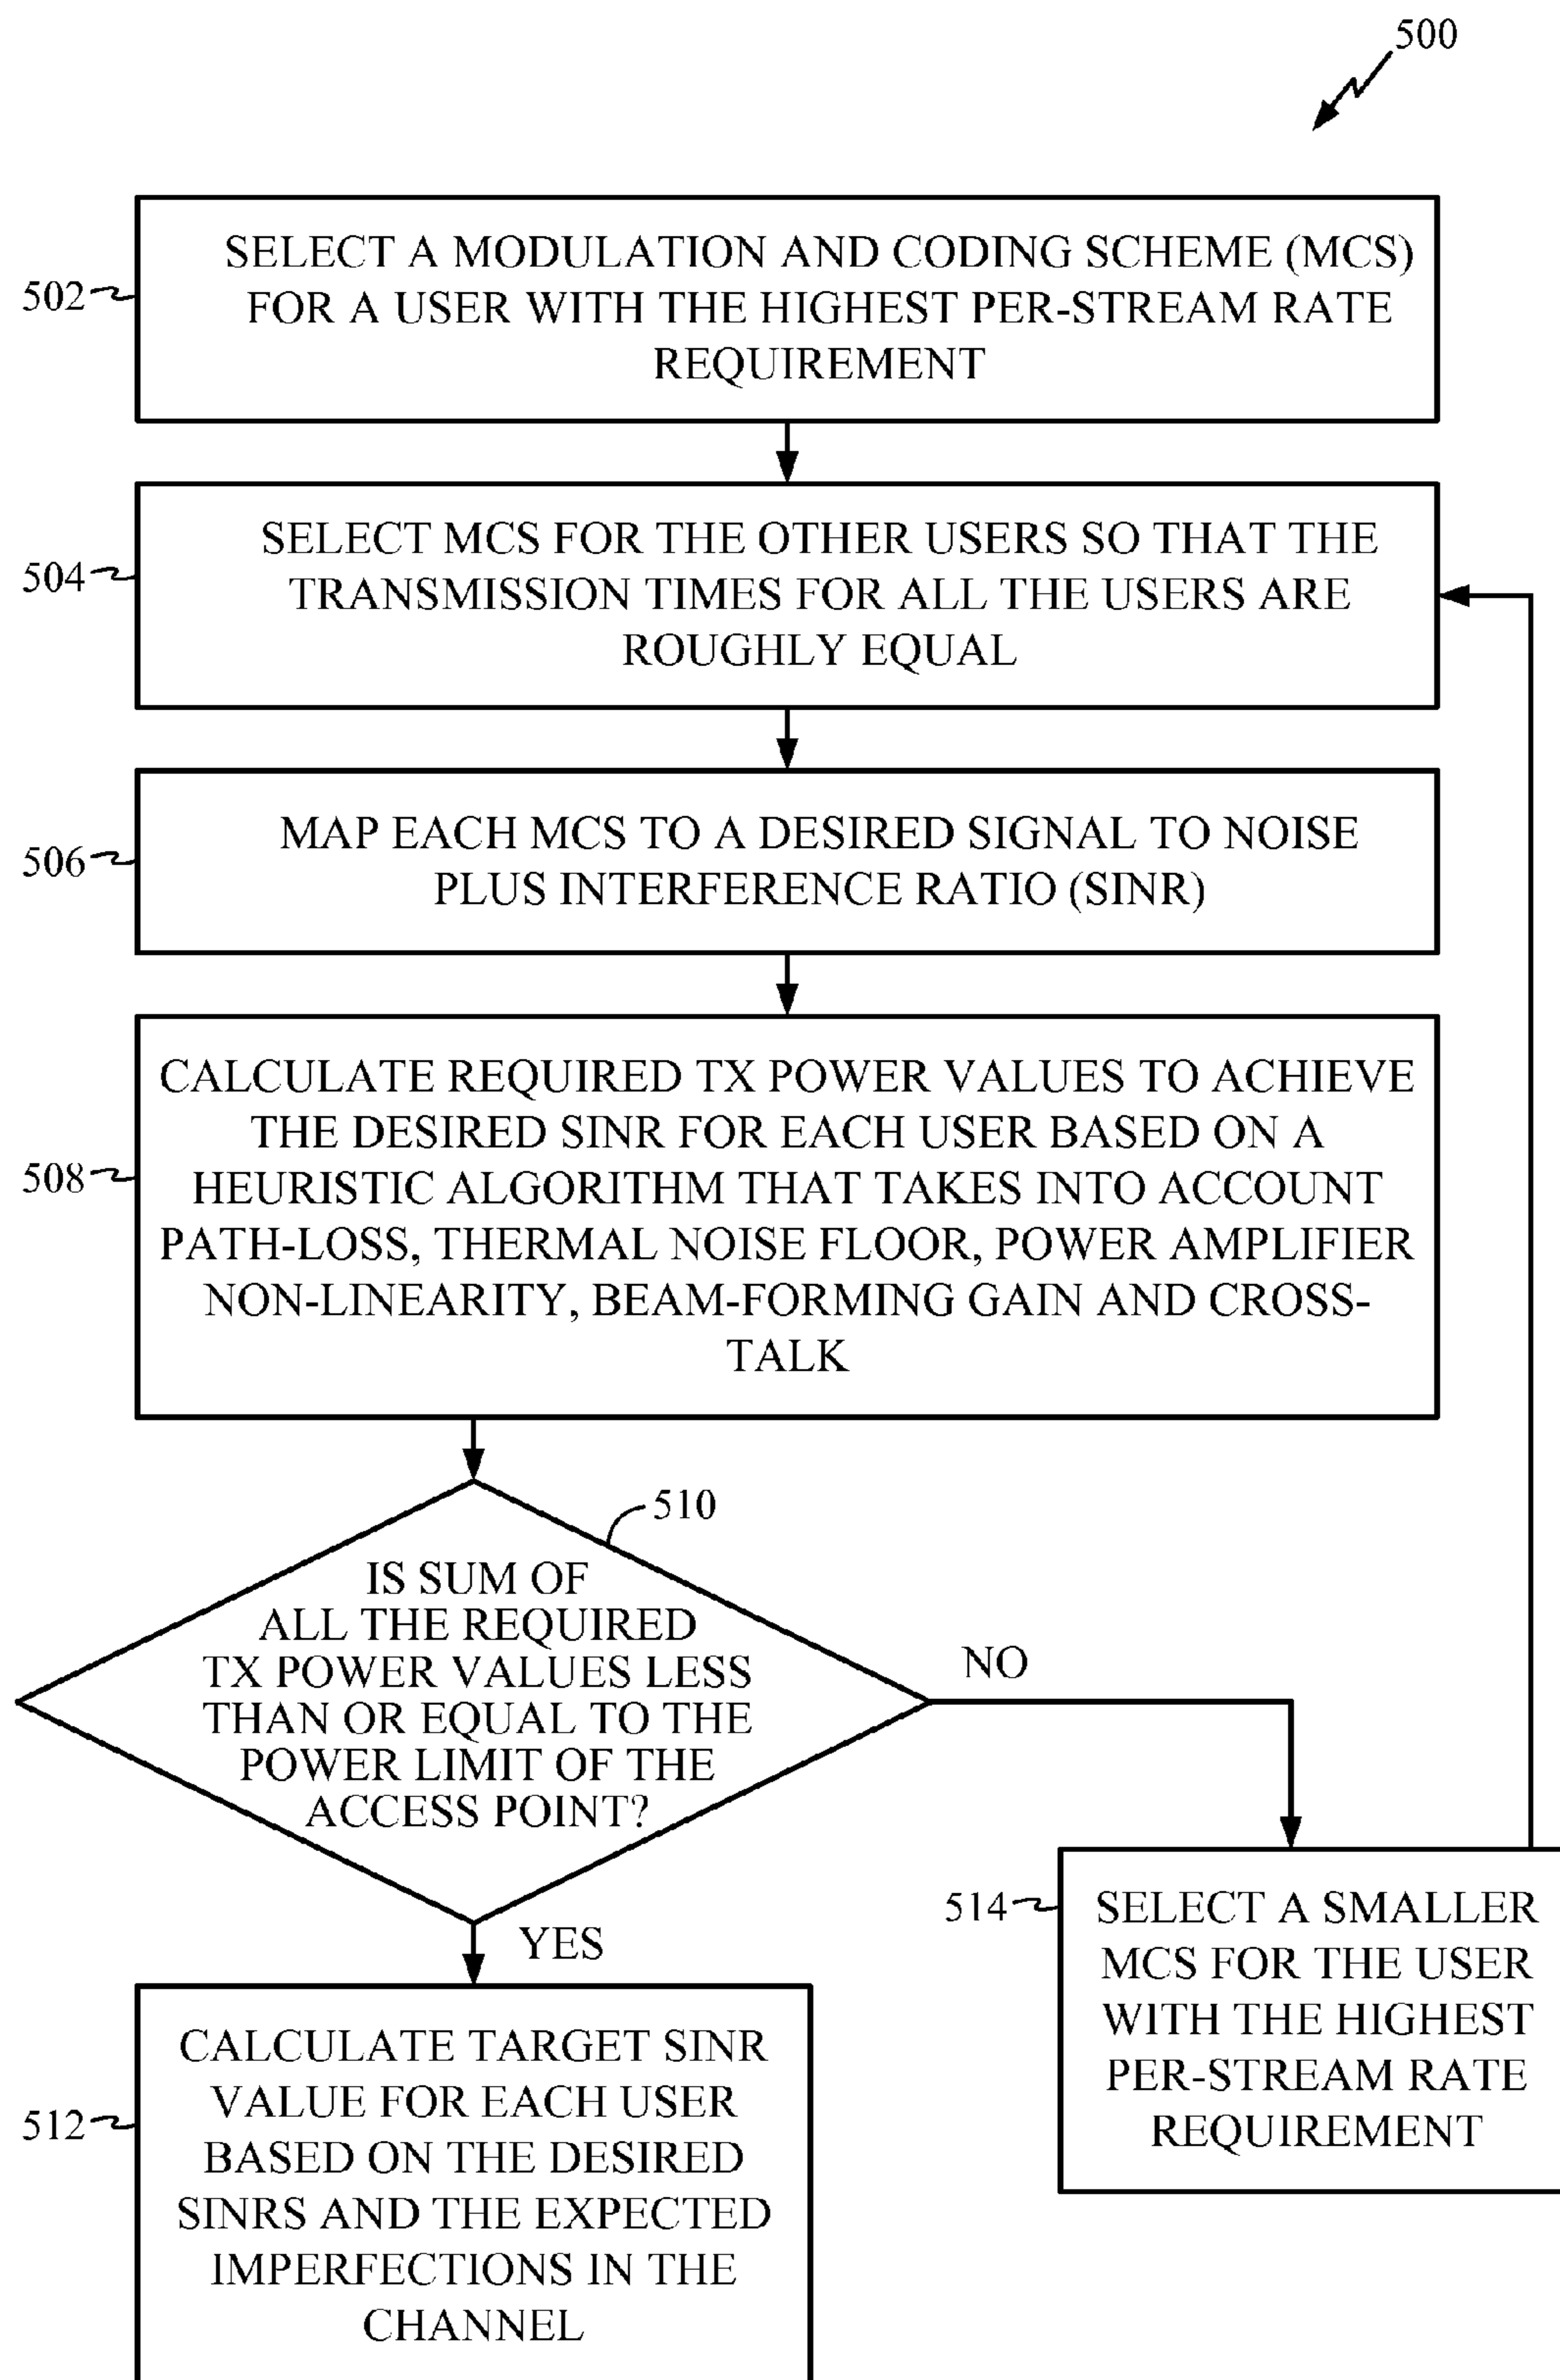 500
SELECT A MODULATION AND CODING SCHEME (MCS)
FOR A USER WITH THE HIGHEST PER-STREAM RATE
REQUIREMENT
502
SELECT MCS FOR THE OTHER USERS SO THAT THE
TRANSMISSION TIMES FOR ALL THE USERS ARE
ROUGHLY EQUAL
504
MAP EACH MCS TO A DESIRED SIGNAL TO NOISE
PLUS INTERFERENCE RATIO (SINR)
506
CALCULATE REQUIRED TX POWER VALUES TO ACHIEVE
THE DESIRED SINR FOR EACH USER BASED ON A
HEURISTIC ALGORITHM THAT TAKES INTO ACCOUNT
PATH-LOSS, THERMAL NOISE FLOOR, POWER AMPLIFIER
NON-LINEARITY, BEAM-FORMING GAIN AND CROSS-
TALK
508
510
IS SUM OF
ALL THE REQUIRED
TX POWER VALUES LESS
THAN OR EQUAL TO THE
POWER LIMIT OF THE
ACCESS POINT?
NO
YES
514
SELECT A SMALLER
MCS FOR THE USER
WITH THE HIGHEST
PER-STREAM RATE
REQUIREMENT
512
CALCULATE TARGET SINR
VALUE FOR EACH USER
BASED ON THE DESIRED
SINRS AND THE EXPECTED
IMPERFECTIONS IN THE
CHANNEL